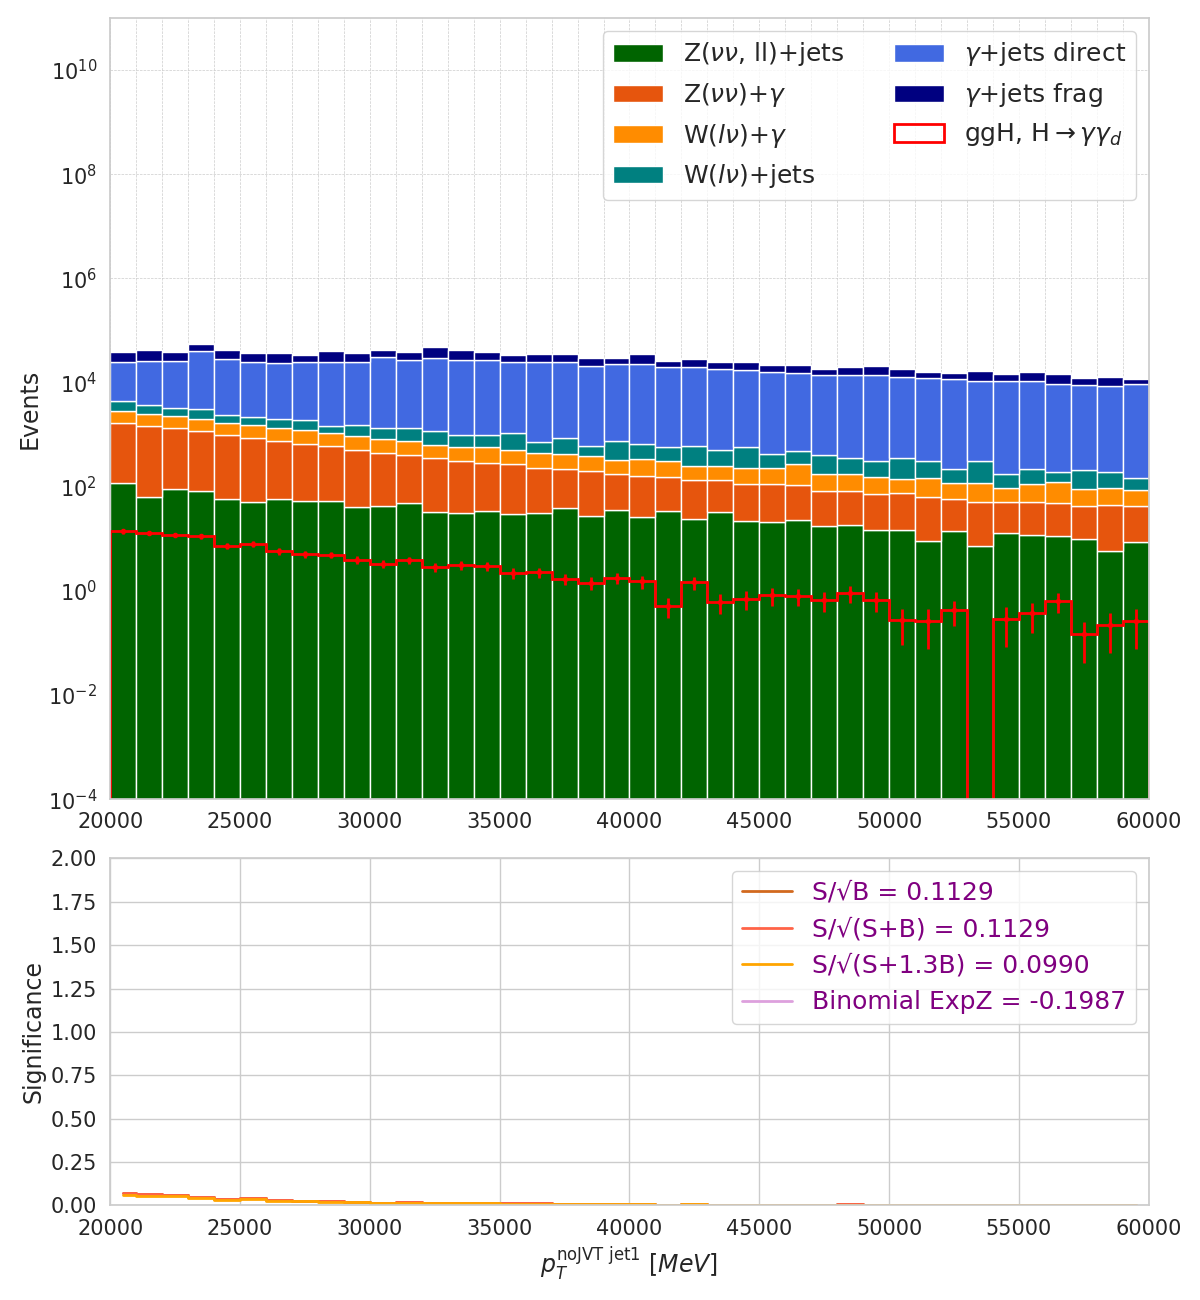 Z(νν, ll)+jets
Z(νν)+γ
W(lν)+γ
W(lν)+jets
γ+jets direct
γ+jets frag
ggH, H→γγ_d
10^10
10^8
10^6
10^4
10^2
10^0
10^−2
10^−4
Events
20000 25000 30000 35000 40000 45000 50000 55000 60000
S/√B = 0.1129
S/√(S+B) = 0.1129
S/√(S+1.3B) = 0.0990
Binomial ExpZ = -0.1987
2.00
1.75
1.50
1.25
1.00
0.75
0.50
0.25
0.00
Significance
20000 25000 30000 35000 40000 45000 50000 55000 60000
p_T^noJVT jet1 [MeV]